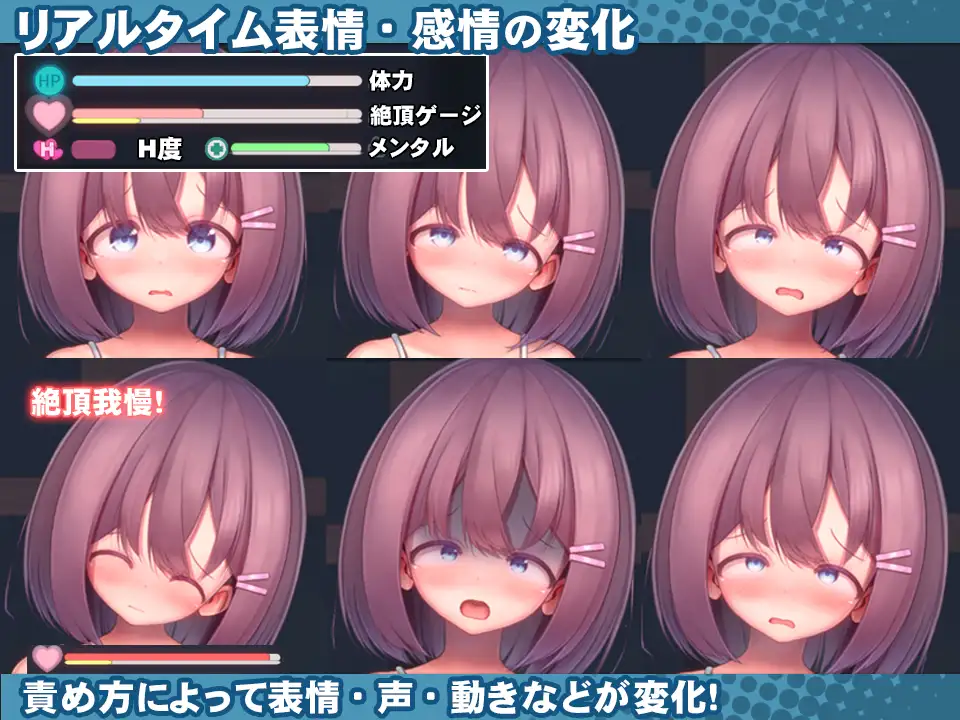 リアルタイム表情・感情の変化
HP 体力
絶頂ゲージ
H H度 メンタル
絶頂我慢!
責め方によって表情・声・動きなどが変化!